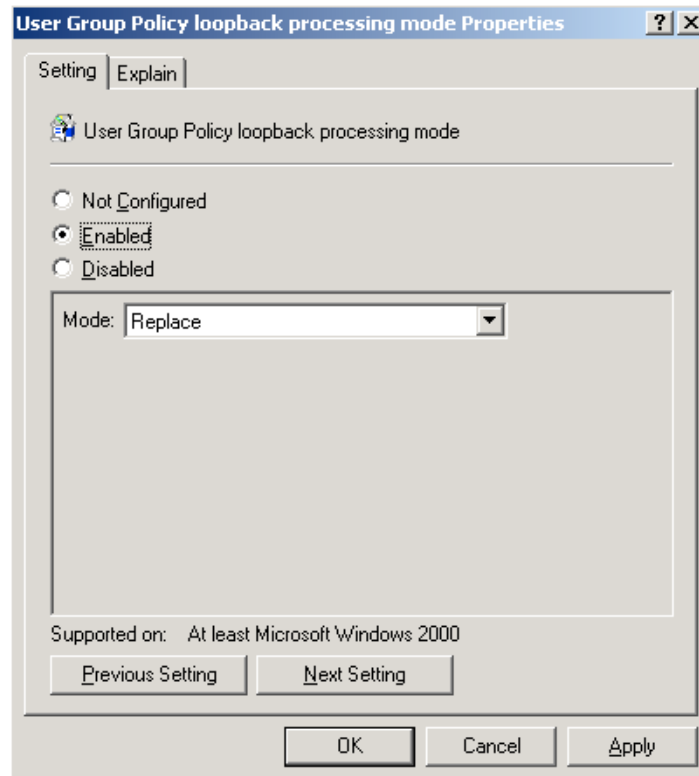 User Group Policy loopback processing mode Properties
Setting
Explain
User Group Policy loopback processing mode
Not Configured
Enabled
Disabled
Mode: Replace
Supported on: At least Microsoft Windows 2000
Previous Setting
Next Setting
OK
Cancel
Apply